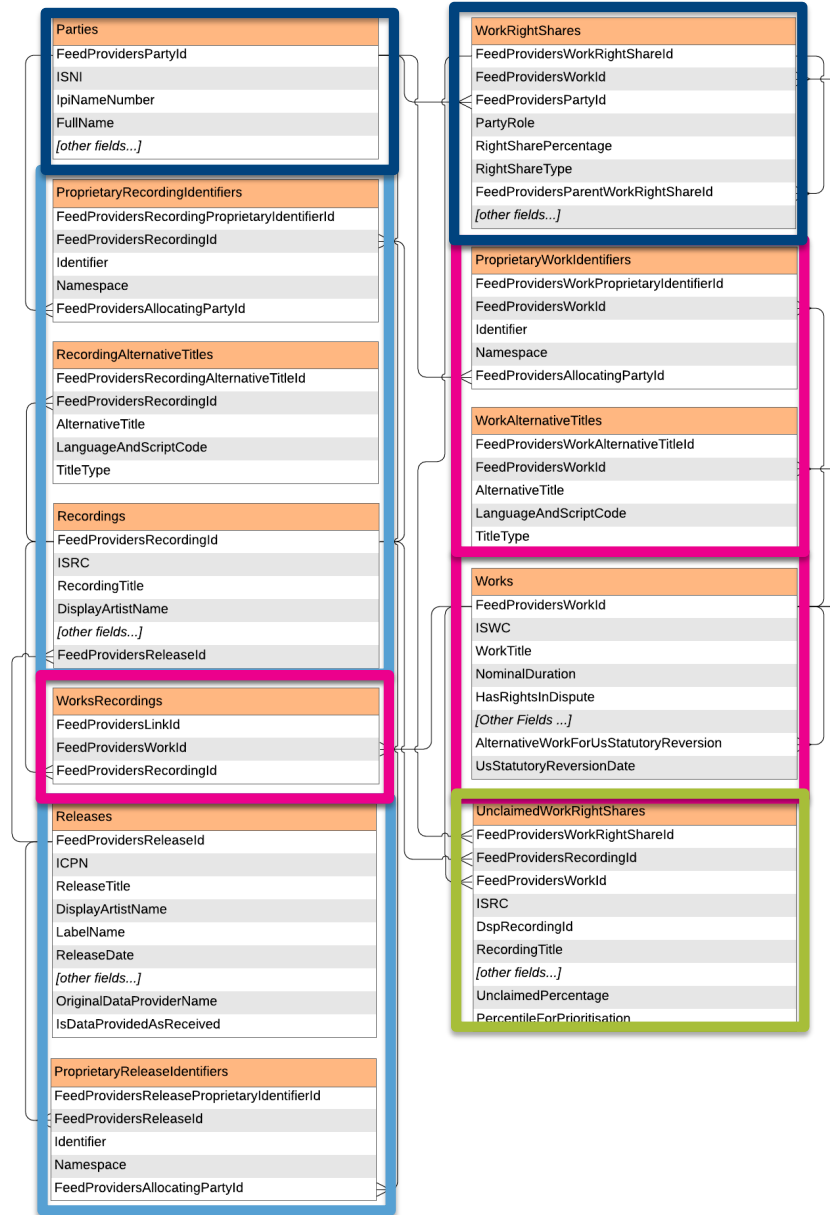 Parties
FeedProvidersPartyId
ISNI
IpiNameNumber
FullName
[other fields...]
ProprietaryRecordingIdentifiers
FeedProvidersRecordingProprietaryIdentifierId
FeedProvidersRecordingId
Identifier
Namespace
FeedProvidersAllocatingPartyId
RecordingAlternativeTitles
FeedProvidersRecordingAlternativeTitleId
FeedProvidersRecordingId
AlternativeTitle
LanguageAndScriptCode
TitleType
Recordings
FeedProvidersRecordingId
ISRC
RecordingTitle
DisplayArtistName
[other fields...]
FeedProvidersReleaseId
WorksRecordings
FeedProvidersLinkId
FeedProvidersWorkId
FeedProvidersRecordingId
Releases
FeedProvidersReleaseId
ICPN
ReleaseTitle
DisplayArtistName
LabelName
ReleaseDate
[other fields...]
OriginalDataProviderName
IsDataProvidedAsReceived
ProprietaryReleaseIdentifiers
FeedProvidersReleaseProprietaryIdentifierId
FeedProvidersReleaseId
Identifier
Namespace
FeedProvidersAllocatingPartyId
WorkRightShares
FeedProvidersWorkRightShareId
FeedProvidersWorkId
FeedProvidersPartyId
PartyRole
RightSharePercentage
RightShareType
FeedProvidersParentWorkRightShareId
[other fields...]
ProprietaryWorkIdentifiers
FeedProvidersWorkProprietaryIdentifierId
FeedProvidersWorkId
Identifier
Namespace
FeedProvidersAllocatingPartyId
WorkAlternativeTitles
FeedProvidersWorkAlternativeTitleId
FeedProvidersWorkId
AlternativeTitle
LanguageAndScriptCode
TitleType
Works
FeedProvidersWorkId
ISWC
WorkTitle
NominalDuration
HasRightsInDispute
[Other Fields ...]
AlternativeWorkForUsStatutoryReversion
UsStatutoryReversionDate
UnclaimedWorkRightShares
FeedProvidersWorkRightShareId
FeedProvidersRecordingId
FeedProvidersWorkId
ISRC
DspRecordingId
RecordingTitle
[other fields...]
UnclaimedPercentage
PercentileForPrioritisation